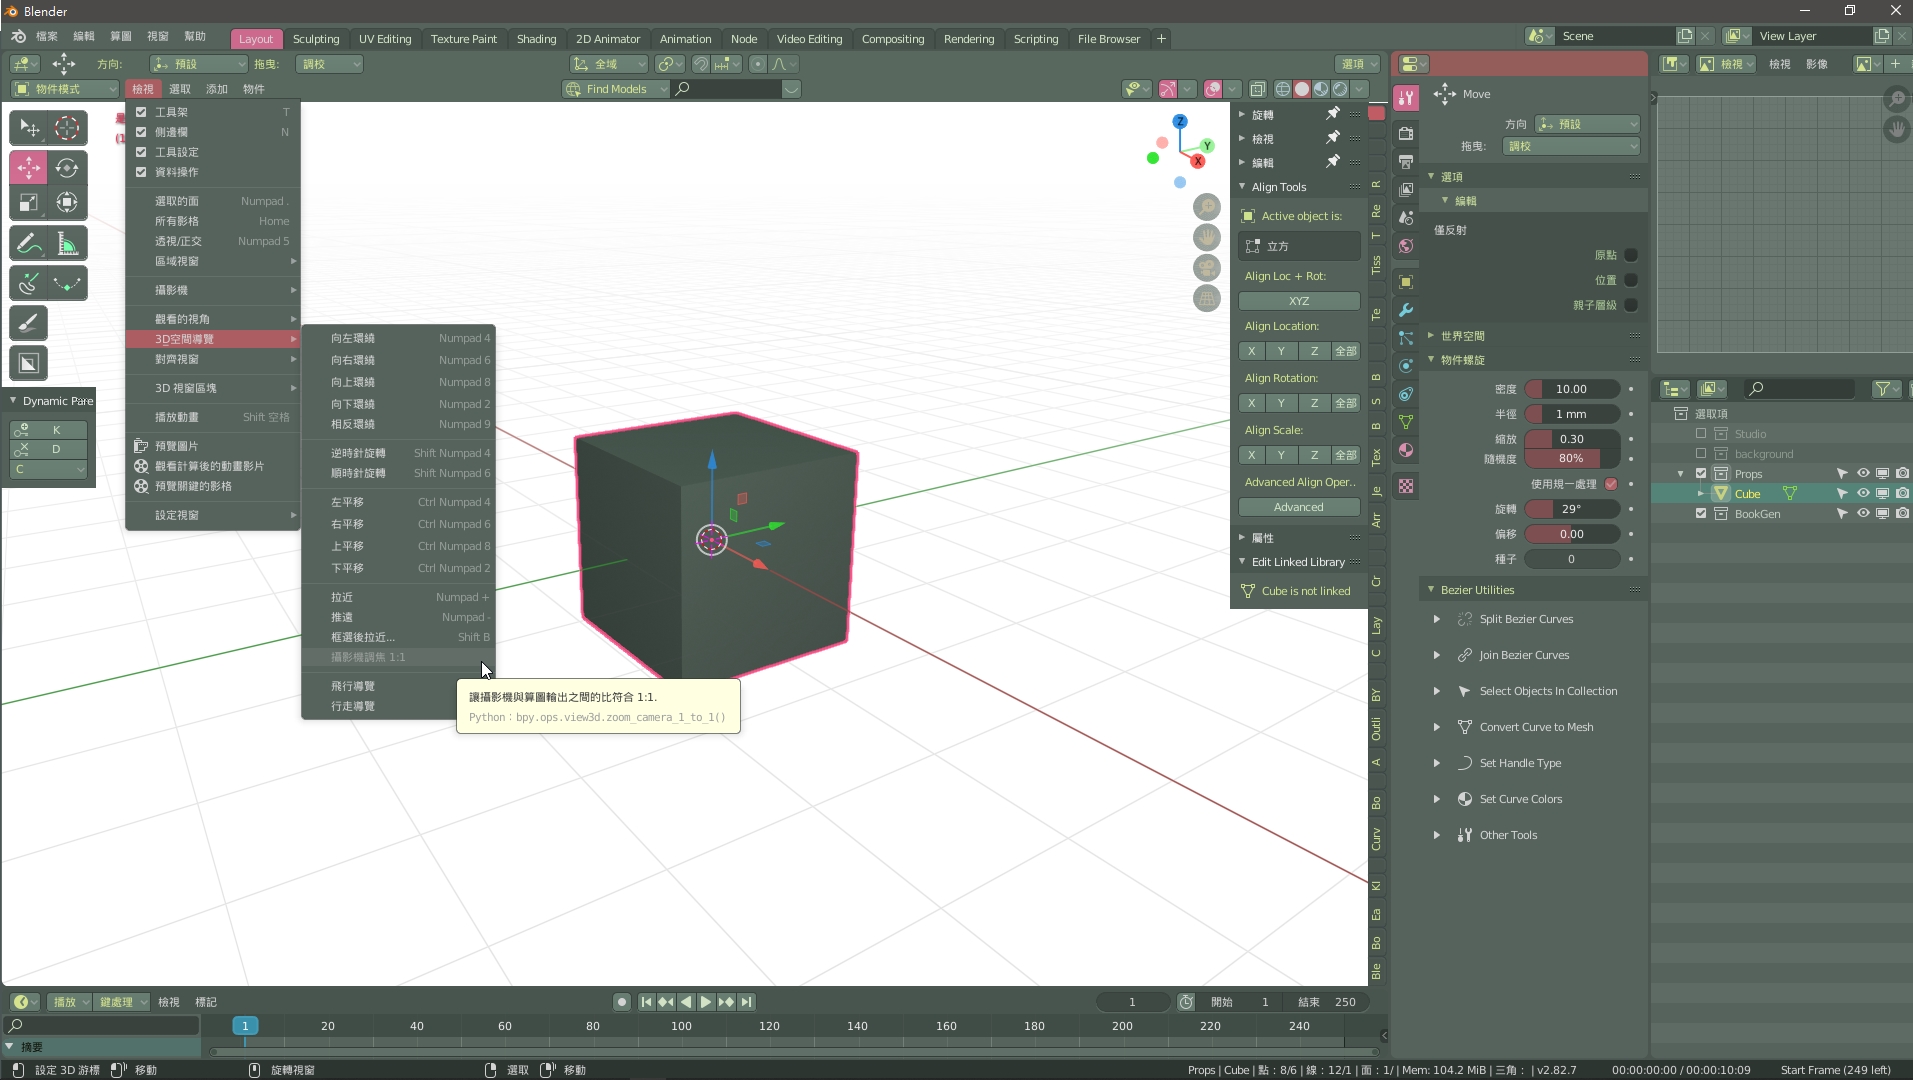 Blender
檔案 編輯 算圖 視窗 幫助 Layout Sculpting UV Editing Texture Paint Shading 2D Animator Animation Node Video Editing Compositing Rendering Scripting File Browser + Scene View Layer
方向: 預設 拖曳: 調校 全域 選項 檢視 檢視 影像
物件模式 檢視 選取 添加 物件 Find Models
工具架 T
側邊欄 N
工具設定
資料操作
選取的面 Numpad .
所有影格 Home
透視/正交 Numpad 5
區域視窗
攝影機
觀看的視角
3D空間導覽
對齊視窗
3D 視窗區塊
播放動畫 Shift 空格
預覽圖片
觀看計算後的動畫影片
預覽關鍵的影格
設定視窗
向左環繞 Numpad 4
向右環繞 Numpad 6
向上環繞 Numpad 8
向下環繞 Numpad 2
相反環繞 Numpad 9
逆時針旋轉 Shift Numpad 4
順時針旋轉 Shift Numpad 6
左平移 Ctrl Numpad 4
右平移 Ctrl Numpad 6
上平移 Ctrl Numpad 8
下平移 Ctrl Numpad 2
拉近 Numpad +
推遠 Numpad -
框選後拉近... Shift B
攝影機調焦 1:1
飛行導覽
行走導覽
讓攝影機與算圖輸出之間的比符合 1:1.
Python：bpy.ops.view3d.zoom_camera_1_to_1()
Dynamic Pare
K
D
C
Z
Y
X
旋轉
檢視
編輯
Align Tools
Active object is:
立方
Align Loc + Rot:
XYZ
Align Location:
X Y Z 全部
Align Rotation:
X Y Z 全部
Align Scale:
X Y Z 全部
Advanced Align Oper..
Advanced
屬性
Edit Linked Library
Cube is not linked
R
Re
T
Tiss
Te
B
S
B
Tex
Je
Arr
Cr
Lay
C
BY
Outli
A
Bo
Curv
KI
Ea
Bo
Ble
Move
方向 預設
拖曳: 調校
選項
編輯
僅反射
原點
位置
親子層級
世界空間
物件螺旋
密度 10.00
半徑 1 mm
縮放 0.30
隨機度 80%
使用規一處理
旋轉 29°
偏移 0.00
種子 0
Bezier Utilities
Split Bezier Curves
Join Bezier Curves
Select Objects In Collection
Convert Curve to Mesh
Set Handle Type
Set Curve Colors
Other Tools
選取項
Studio
background
Props
Cube
BookGen
播放 鍵處理 檢視 標記 1 開始 1 結束 250
1 20 40 60 80 100 120 140 160 180 200 220 240
摘要
設定 3D 游標 移動 旋轉視窗 選取 移動 Props | Cube | 點：8/6 | 線：12/1 | 面：1/ | Mem: 104.2 MiB | 三角： | v2.82.7 00:00:00:00 / 00:00:10:09 Start Frame (249 left)